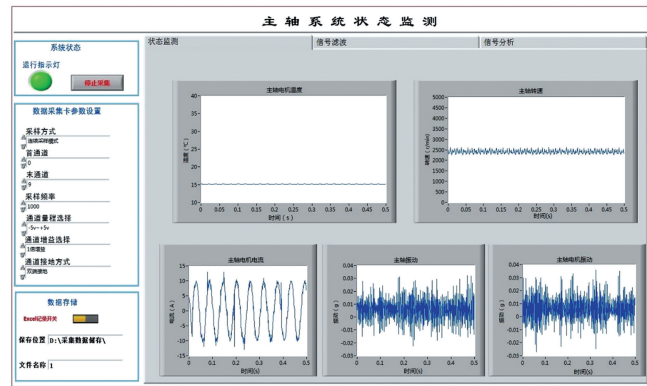 主轴系统状态监测
系统状态
运行指示灯
停止采集
数据采集卡参数设置
采样方式
连续采样模式
首通道
0
末通道
9
采样频率
1000
通道量程选择
-5v~+5v
通道增益选择
1倍增益
通道接地方式
双端接地
数据存储
Excel记录开关
保存位置 D:\采集数据储存\
文件名称 1
状态监测 信号滤波 信号分析
主轴电机温度
40
35
30
25
20
15
10
温度（℃）
0 0.05 0.1 0.15 0.2 0.25 0.3 0.35 0.4 0.45 0.5
时间（s）
主轴转速
5000
4500
4000
3500
3000
2500
2000
1500
1000
500
0
转速（r/min）
0 0.05 0.1 0.15 0.2 0.25 0.3 0.35 0.4 0.45 0.5
时间(s)
主轴电机电流
15
10
5
0
-5
-10
-15
电流（A）
0 0.1 0.2 0.3 0.4 0.5
时间(s)
主轴振动
0.04
0.03
0.02
0.01
0
-0.01
-0.02
-0.03
振动（g）
0 0.1 0.2 0.3 0.4 0.5
时间(s)
主轴电机振动
0.04
0.03
0.02
0.01
0
-0.01
-0.02
-0.03
振动（g）
0 0.1 0.2 0.3 0.4 0.5
时间(s)